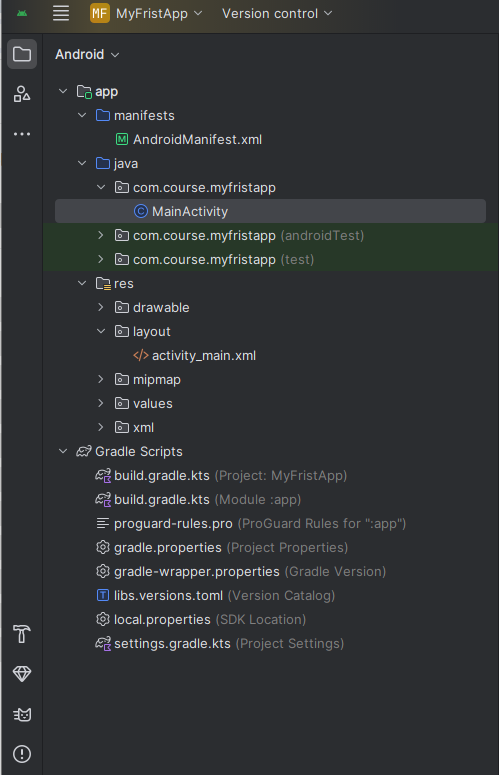 MF MyFristApp Version control
Android
app
manifests
M AndroidManifest.xml
java
com.course.myfristapp
C MainActivity
com.course.myfristapp (androidTest)
com.course.myfristapp (test)
res
drawable
layout
</> activity_main.xml
mipmap
values
xml
Gradle Scripts
build.gradle.kts (Project: MyFristApp)
build.gradle.kts (Module :app)
proguard-rules.pro (ProGuard Rules for ":app")
gradle.properties (Project Properties)
gradle-wrapper.properties (Gradle Version)
T libs.versions.toml (Version Catalog)
local.properties (SDK Location)
settings.gradle.kts (Project Settings)